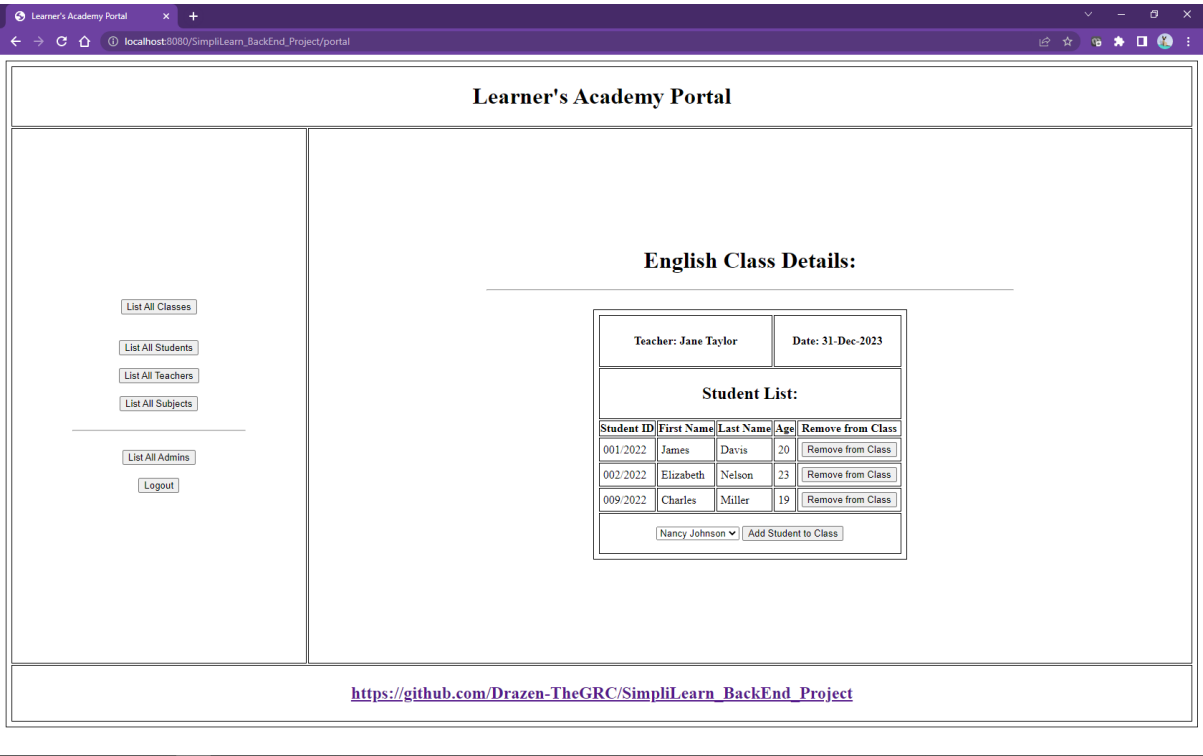 Learner's Academy Portal
localhost:8080/SimpliLearn_BackEnd_Project/portal
Learner's Academy Portal
List All Classes
List All Students
List All Teachers
List All Subjects
List All Admins
Logout
English Class Details:
Teacher: Jane Taylor Date: 31-Dec-2023
Student List:
Student ID First Name Last Name Age Remove from Class
001/2022 James Davis 20 Remove from Class
002/2022 Elizabeth Nelson 23 Remove from Class
009/2022 Charles Miller 19 Remove from Class
Nancy Johnson Add Student to Class
https://github.com/Drazen-TheGRC/SimpliLearn_BackEnd_Project